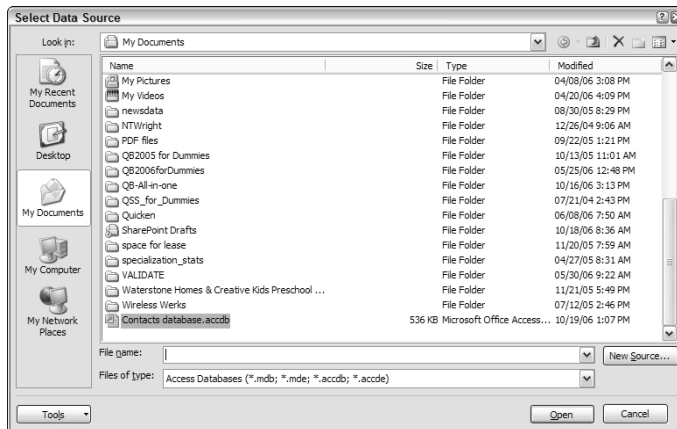 Select Data Source
Look in: My Documents
Name Size Type Modified
My Pictures File Folder 04/08/06 3:08 PM
My Videos File Folder 04/20/06 4:09 PM
newsdata File Folder 08/30/05 8:29 PM
NTWright File Folder 12/26/04 9:06 AM
PDF files File Folder 09/22/05 1:21 PM
QB2005 for Dummies File Folder 10/13/05 11:01 AM
QB2006forDummies File Folder 05/25/06 12:48 PM
QB-All-in-one File Folder 10/16/06 3:13 PM
QSS_for_Dummies File Folder 07/21/04 2:43 PM
Quicken File Folder 06/08/06 7:50 AM
SharePoint Drafts File Folder 10/18/06 8:36 AM
space for lease File Folder 11/20/05 7:59 AM
specialization_stats File Folder 04/27/05 8:31 AM
VALIDATE File Folder 05/30/06 9:22 AM
Waterstone Homes & Creative Kids Preschool ... File Folder 11/21/05 5:49 PM
Wireless Werks File Folder 07/12/05 2:46 PM
Contacts database.accdb 536 KB Microsoft Office Access... 10/19/06 1:07 PM
My Recent
Documents
Desktop
My Documents
My Computer
My Network
Places
File name:
New Source...
Files of type: Access Databases (*.mdb; *.mde; *.accdb; *.accde)
Tools
Open
Cancel